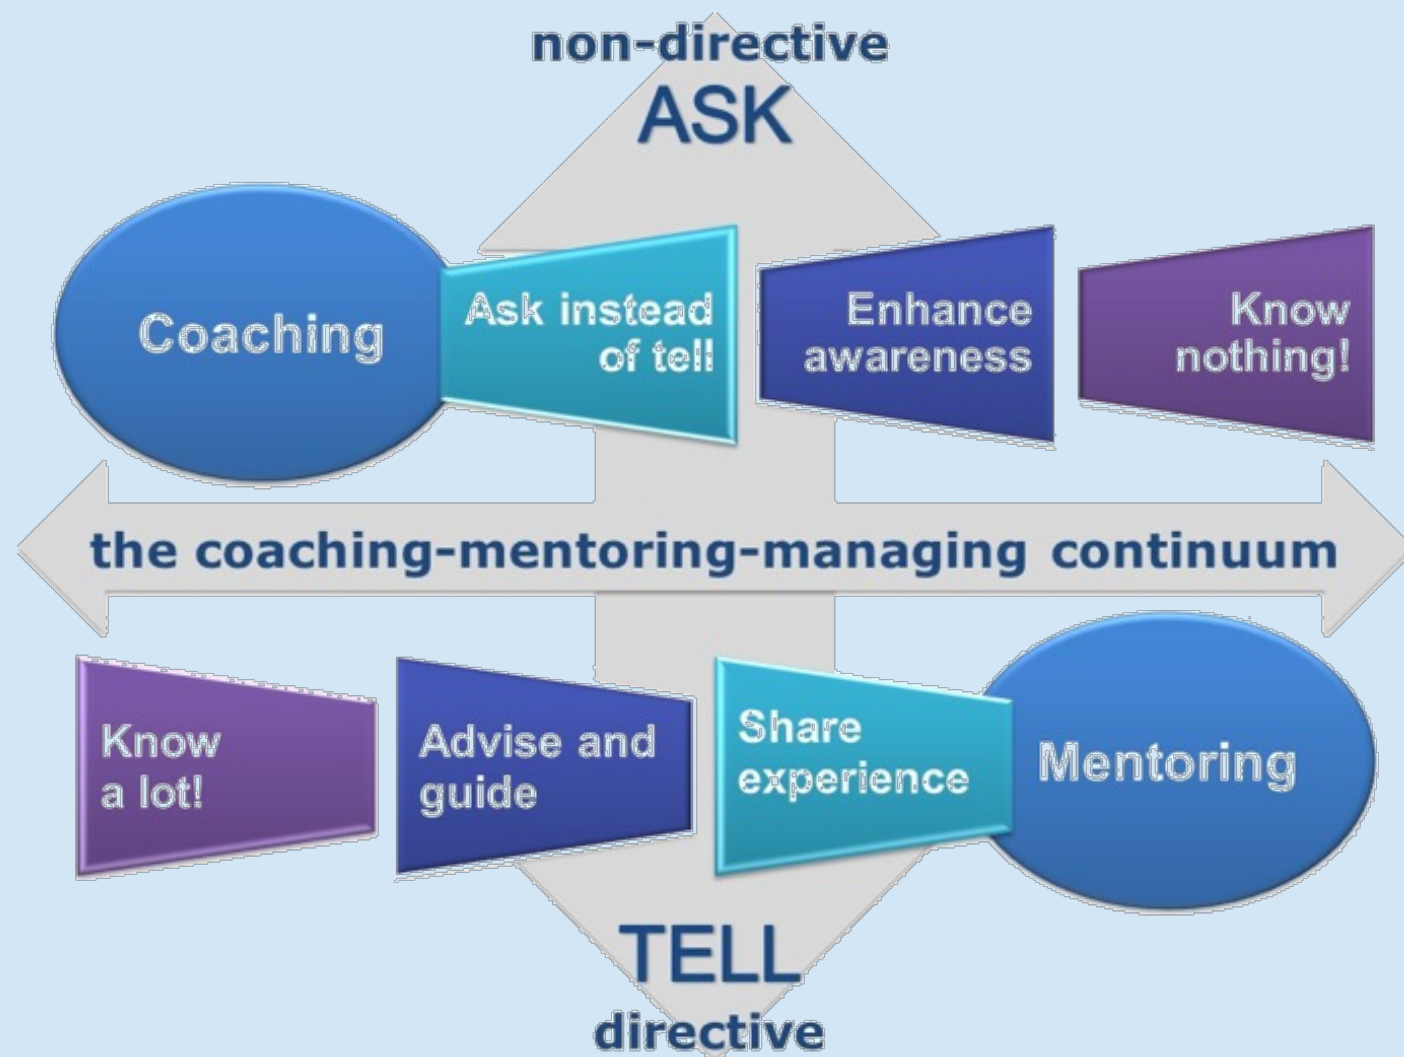 non-directive
ASK
Coaching
Ask instead
of tell
Enhance
awareness
Know
nothing!
the coaching-mentoring-managing continuum
Know
a lot!
Advise and
guide
Share
experience
Mentoring
TELL
directive